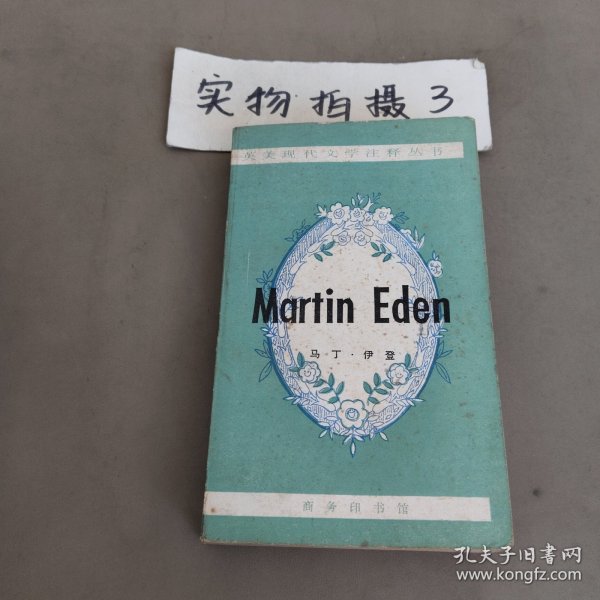 实物拍摄3
英美现代文学注释丛书
Martin Eden
马丁·伊登
商务印书馆
孔夫子旧书网
www.kongfz.com